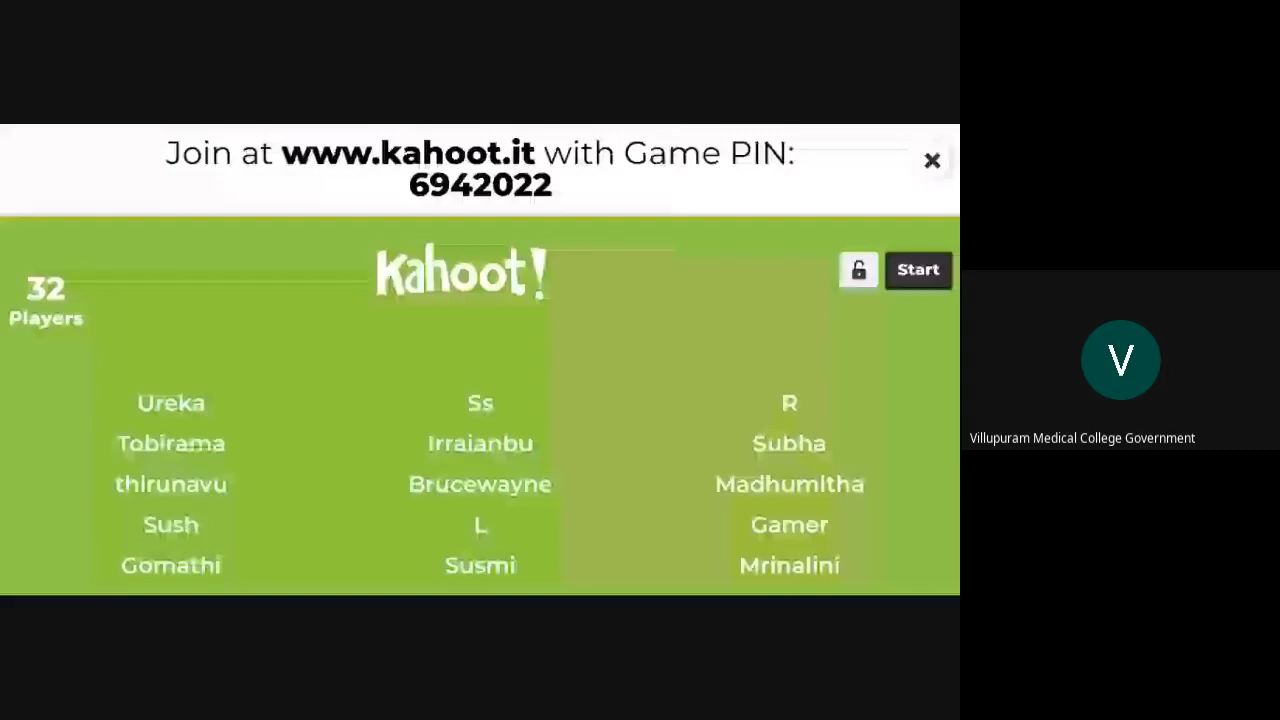 Join at www.kahoot.it with Game PIN:
6942022
Kahoot!
32
Players
Start
Ureka
Ss
R
Tobirama
Irraianbu
Subha
thirunavu
Brucewayne
Madhumitha
Sush
L
Gamer
Gomathi
Susmi
Mrinalini
V
Villupuram Medical College Government